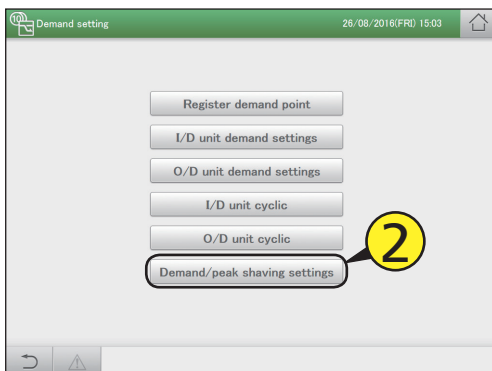 Demand setting 26/08/2016(FRI) 15:03
Register demand point
I/D unit demand settings
O/D unit demand settings
I/D unit cyclic
O/D unit cyclic
Demand/peak shaving settings
2